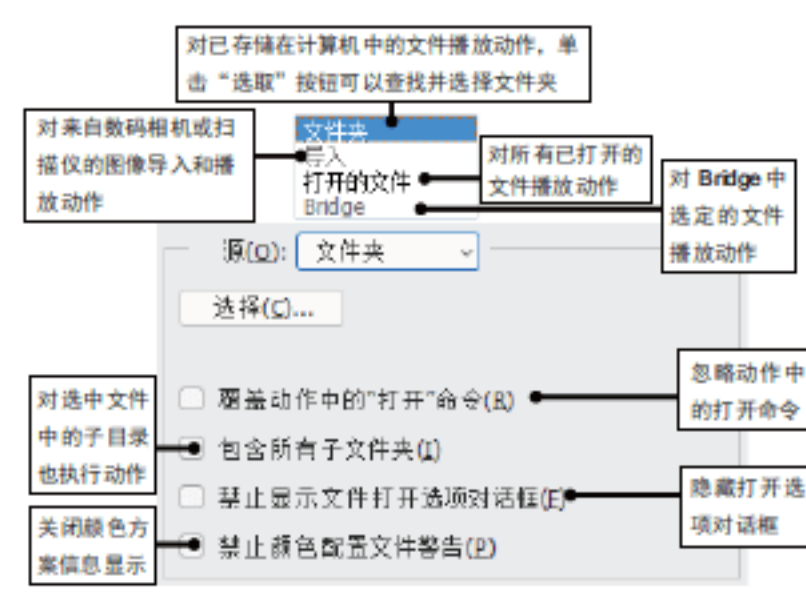 对已存储在计算机中的文件播放动作，单
击“选取”按钮可以查找并选择文件夹
对来自数码相机或扫
描仪的图像导入和播
放动作
文件夹
导入
打开的文件
Bridge
对所有已打开的
文件播放动作
对 Bridge 中
选定的文件
播放动作
源(O): 文件夹
选择(C)...
忽略动作中
的打开命令
覆盖动作中的"打开"命令(R)
对选中文件
中的子目录
也执行动作
包含所有子文件夹(I)
禁止显示文件打开选项对话框(F)
隐藏打开选
项对话框
关闭颜色方
案信息显示
禁止颜色配置文件警告(P)